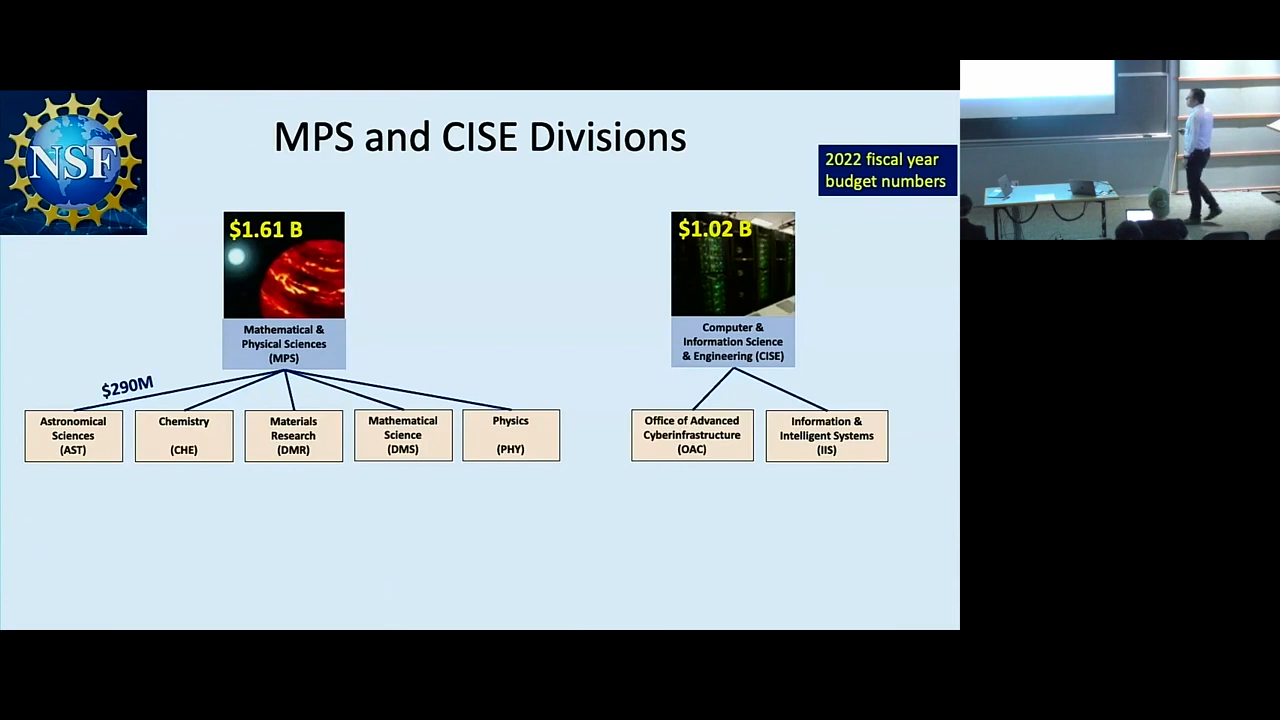 NSF
MPS and CISE Divisions
2022 fiscal year
budget numbers
$1.61 B
Mathematical &
Physical Sciences
(MPS)
$1.02 B
Computer &
Information Science
& Engineering (CISE)
$290M
Astronomical
Sciences
(AST)
Chemistry
(CHE)
Materials
Research
(DMR)
Mathematical
Science
(DMS)
Physics
(PHY)
Office of Advanced
Cyberinfrastructure
(OAC)
Information &
Intelligent Systems
(IIS)